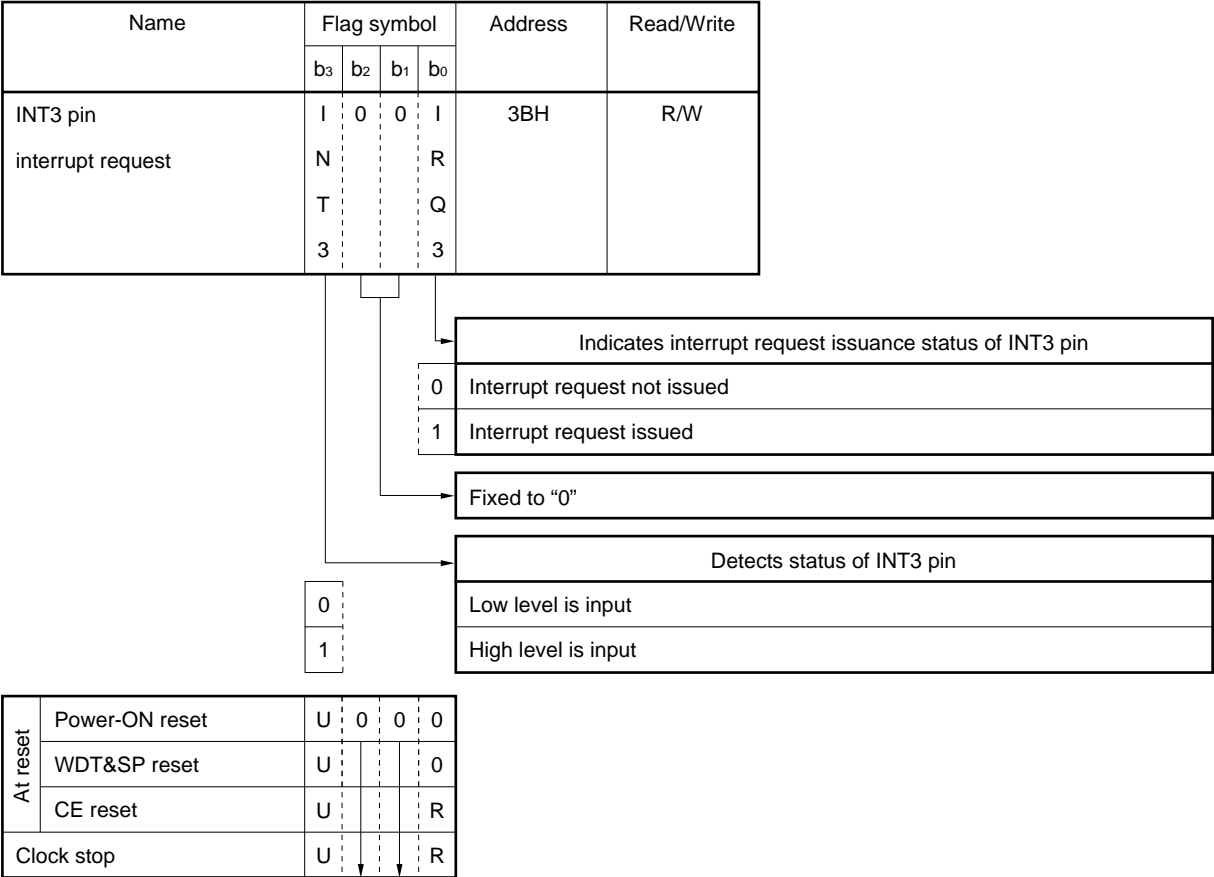 Name Flag symbol Address Read/Write
b3 b2 b1 b0
INT3 pin I 0 0 I 3BH R/W
interrupt request N R
T Q
3 3
Indicates interrupt request issuance status of INT3 pin
0 Interrupt request not issued
1 Interrupt request issued
Fixed to “0”
Detects status of INT3 pin
0 Low level is input
1 High level is input
At reset
Power-ON reset U 0 0 0
WDT&SP reset U 0
CE reset U R
Clock stop U R